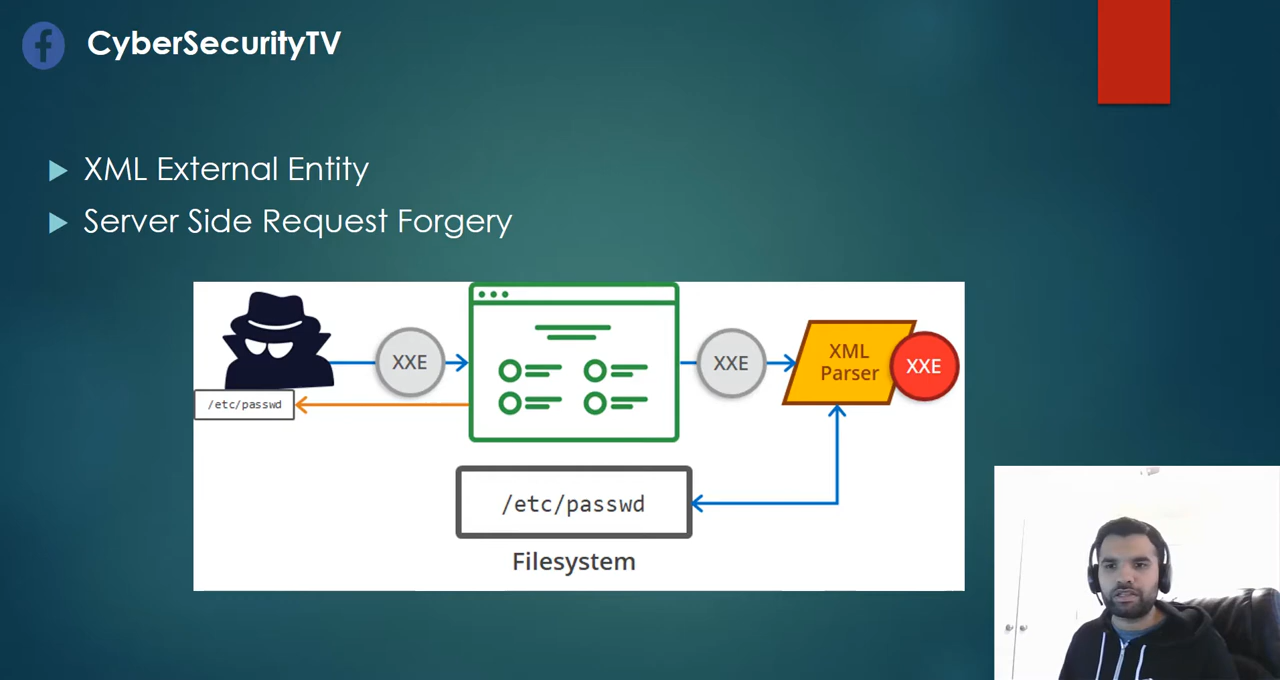 CyberSecurityTV
XML External Entity
Server Side Request Forgery
XXE
XXE
XML
Parser
XXE
/etc/passwd
/etc/passwd
Filesystem